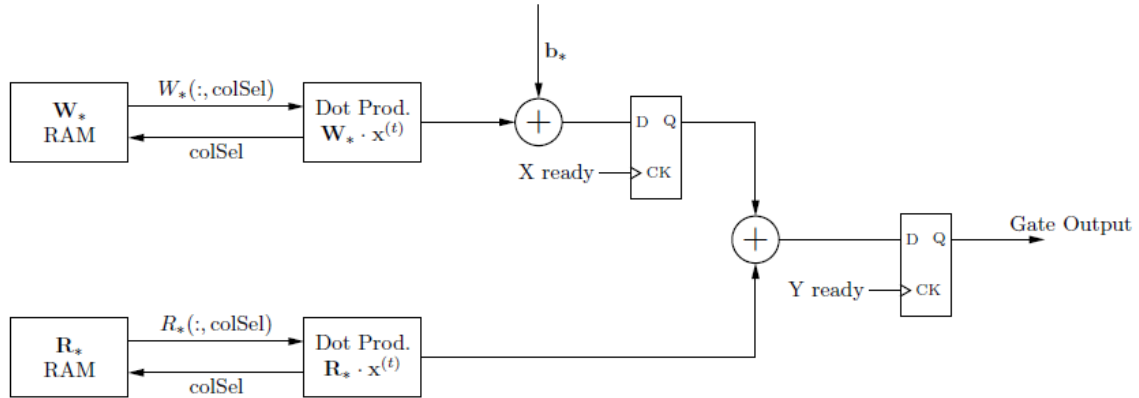 b∗
W∗(:, colSel)
W∗
RAM
Dot Prod.
W∗ · x^(t)
colSel
+
D Q
X ready
CK
+
D Q
Gate Output
Y ready
CK
R∗(:, colSel)
R∗
RAM
Dot Prod.
R∗ · x^(t)
colSel